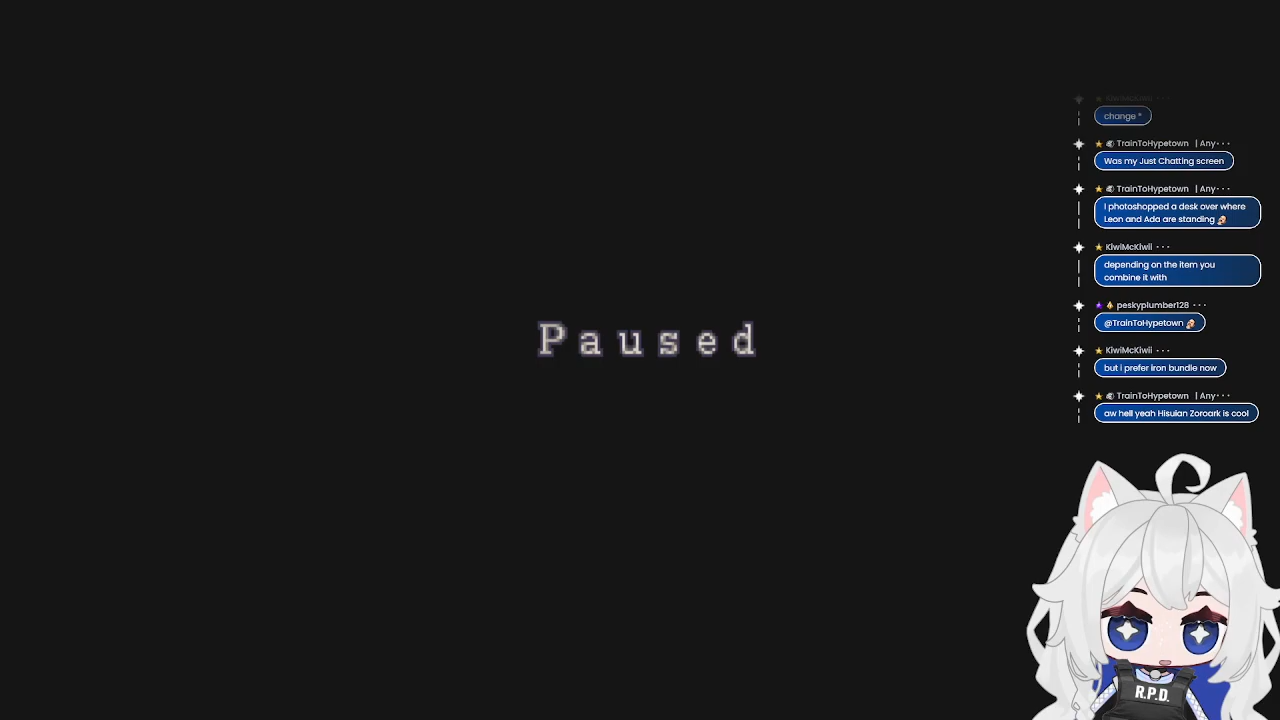 Paused
KiwiMcKiwii ···
change *
TrainToHypetown | Any···
Was my Just Chatting screen
TrainToHypetown | Any···
I photoshopped a desk over where
Leon and Ada are standing
KiwiMcKiwii ···
depending on the item you
combine it with
peskyplumber128 ···
@TrainToHypetown
KiwiMcKiwii ···
but i prefer iron bundle now
TrainToHypetown | Any···
aw hell yeah Hisuian Zoroark is cool
R.P.D.